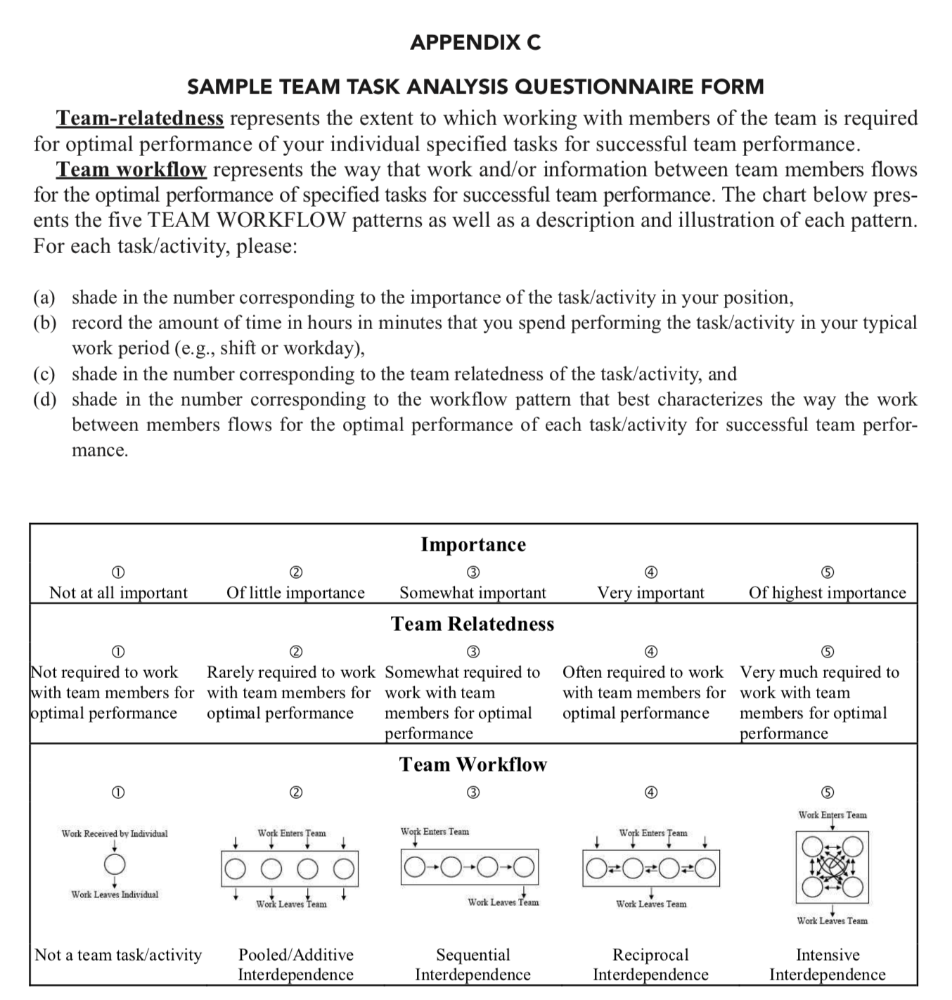 APPENDIX C
SAMPLE TEAM TASK ANALYSIS QUESTIONNAIRE FORM
Team-relatedness represents the extent to which working with members of the team is required
for optimal performance of your individual specified tasks for successful team performance.
Team workflow represents the way that work and/or information between team members flows
for the optimal performance of specified tasks for successful team performance. The chart below pres-
ents the five TEAM WORKFLOW patterns as well as a description and illustration of each pattern.
For each task/activity, please:
(a) shade in the number corresponding to the importance of the task/activity in your position,
(b) record the amount of time in hours in minutes that you spend performing the task/activity in your typical
work period (e.g., shift or workday),
(c) shade in the number corresponding to the team relatedness of the task/activity, and
(d) shade in the number corresponding to the workflow pattern that best characterizes the way the work
between members flows for the optimal performance of each task/activity for successful team perfor-
mance.
Importance
① ② ③ ④ ⑤
Not at all important Of little importance Somewhat important Very important Of highest importance
Team Relatedness
① ② ③ ④ ⑤
Not required to work Rarely required to work Somewhat required to Often required to work Very much required to
with team members for with team members for work with team with team members for work with team
optimal performance optimal performance members for optimal optimal performance members for optimal
performance performance
Team Workflow
① ② ③ ④ ⑤
Work Enters Team
Work Received by Individual Work Enters Team Work Enters Team Work Enters Team
Work Leaves Individual Work Leaves Team Work Leaves Team Work Leaves Team
Work Leaves Team
Not a team task/activity Pooled/Additive Sequential Reciprocal Intensive
Interdependence Interdependence Interdependence Interdependence